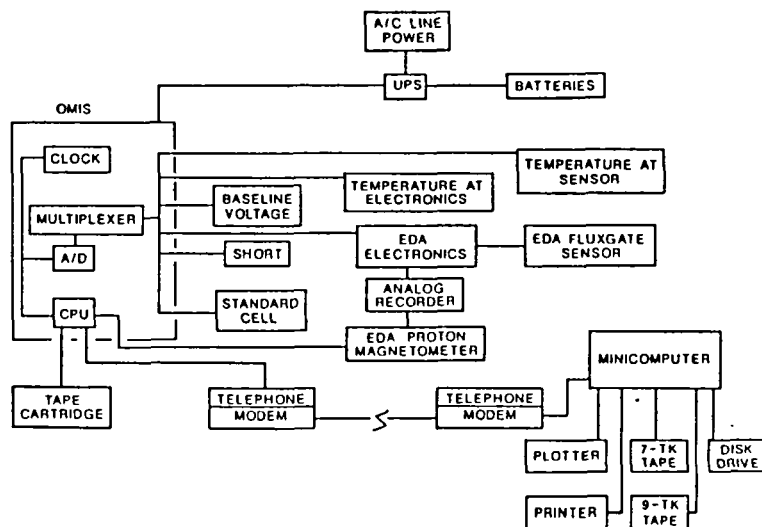 A/C LINE
POWER
UPS
BATTERIES
OMIS
CLOCK
TEMPERATURE AT
SENSOR
TEMPERATURE AT
ELECTRONICS
BASELINE
VOLTAGE
MULTIPLEXER
EDA
ELECTRONICS
EDA FLUXGATE
SENSOR
A/D
SHORT
ANALOG
RECORDER
STANDARD
CELL
CPU
EDA PROTON
MAGNETOMETER
MINICOMPUTER
TAPE
CARTRIDGE
TELEPHONE
MODEM
TELEPHONE
MODEM
PLOTTER
7-TK
TAPE
DISK
DRIVE
PRINTER
9-TK
TAPE